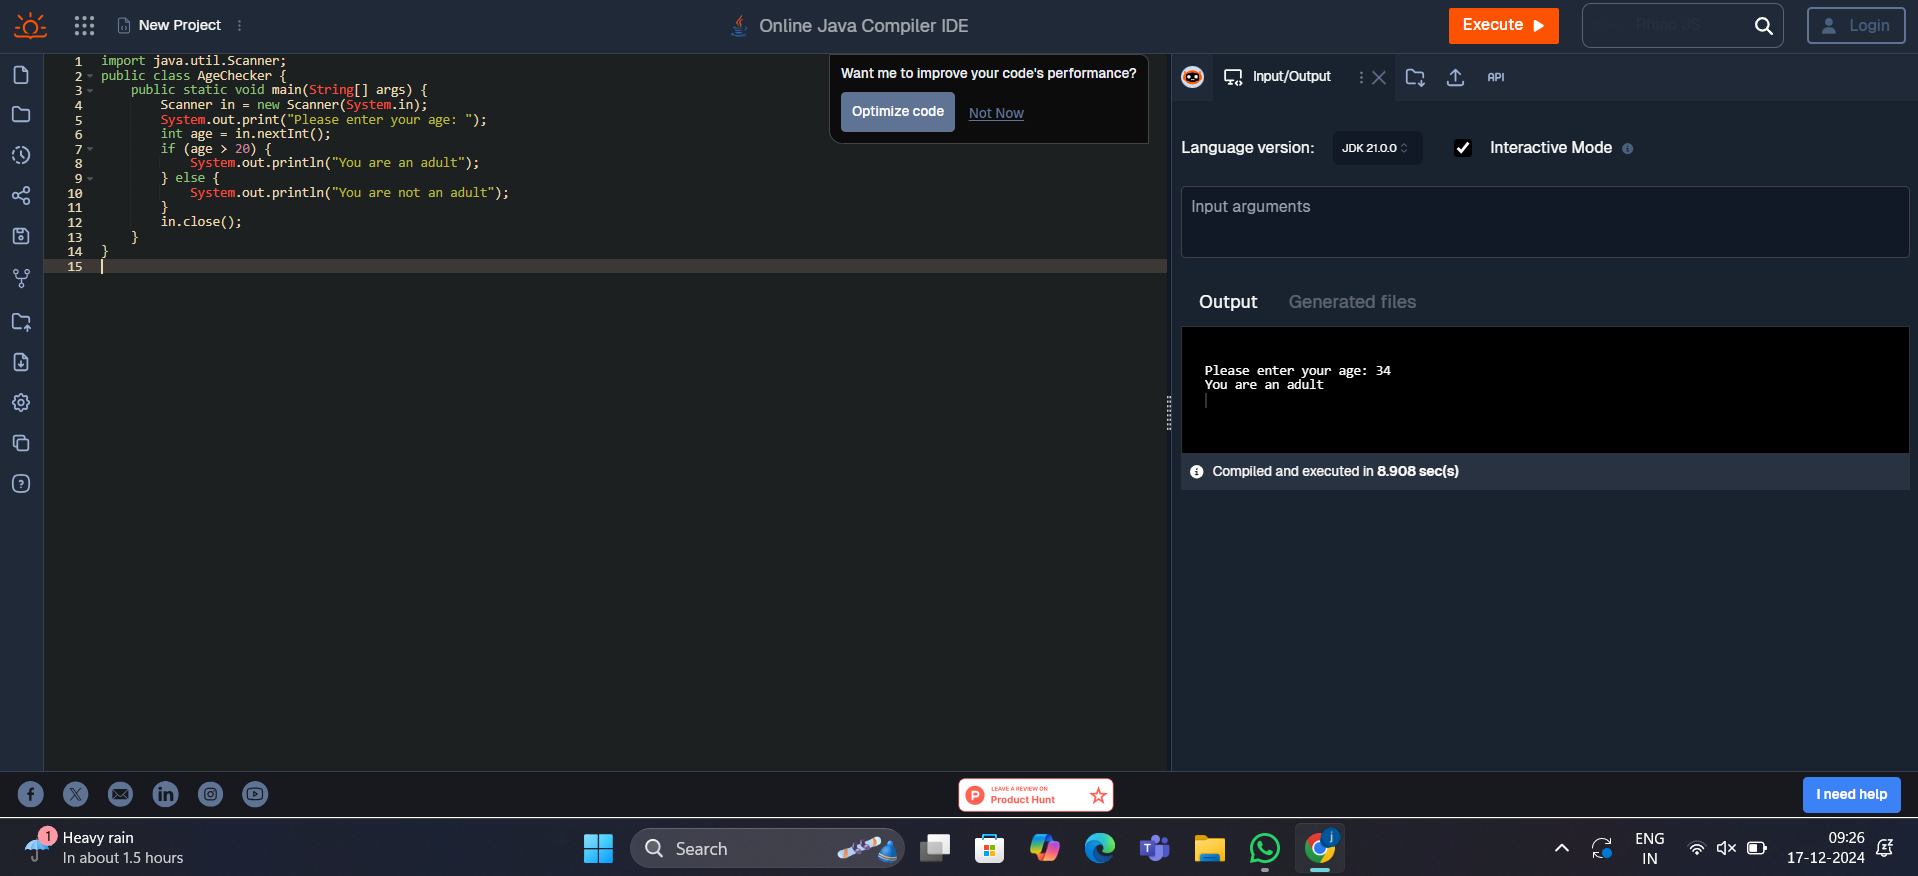 New Project
Online Java Compiler IDE
Execute
Login
1 import java.util.Scanner;
2 public class AgeChecker {
3     public static void main(String[] args) {
4         Scanner in = new Scanner(System.in);
5         System.out.print("Please enter your age: ");
6         int age = in.nextInt();
7         if (age > 20) {
8             System.out.println("You are an adult");
9         } else {
10             System.out.println("You are not an adult");
11         }
12         in.close();
13     }
14 }
15
Want me to improve your code's performance?
Optimize code
Not Now
Input/Output
API
Language version:
JDK 21.0.0
Interactive Mode
Input arguments
Output
Generated files
Please enter your age: 34
You are an adult
Compiled and executed in 8.908 sec(s)
LEAVE A REVIEW ON
Product Hunt
I need help
1
Heavy rain
In about 1.5 hours
Search
ENG
IN
09:26
17-12-2024